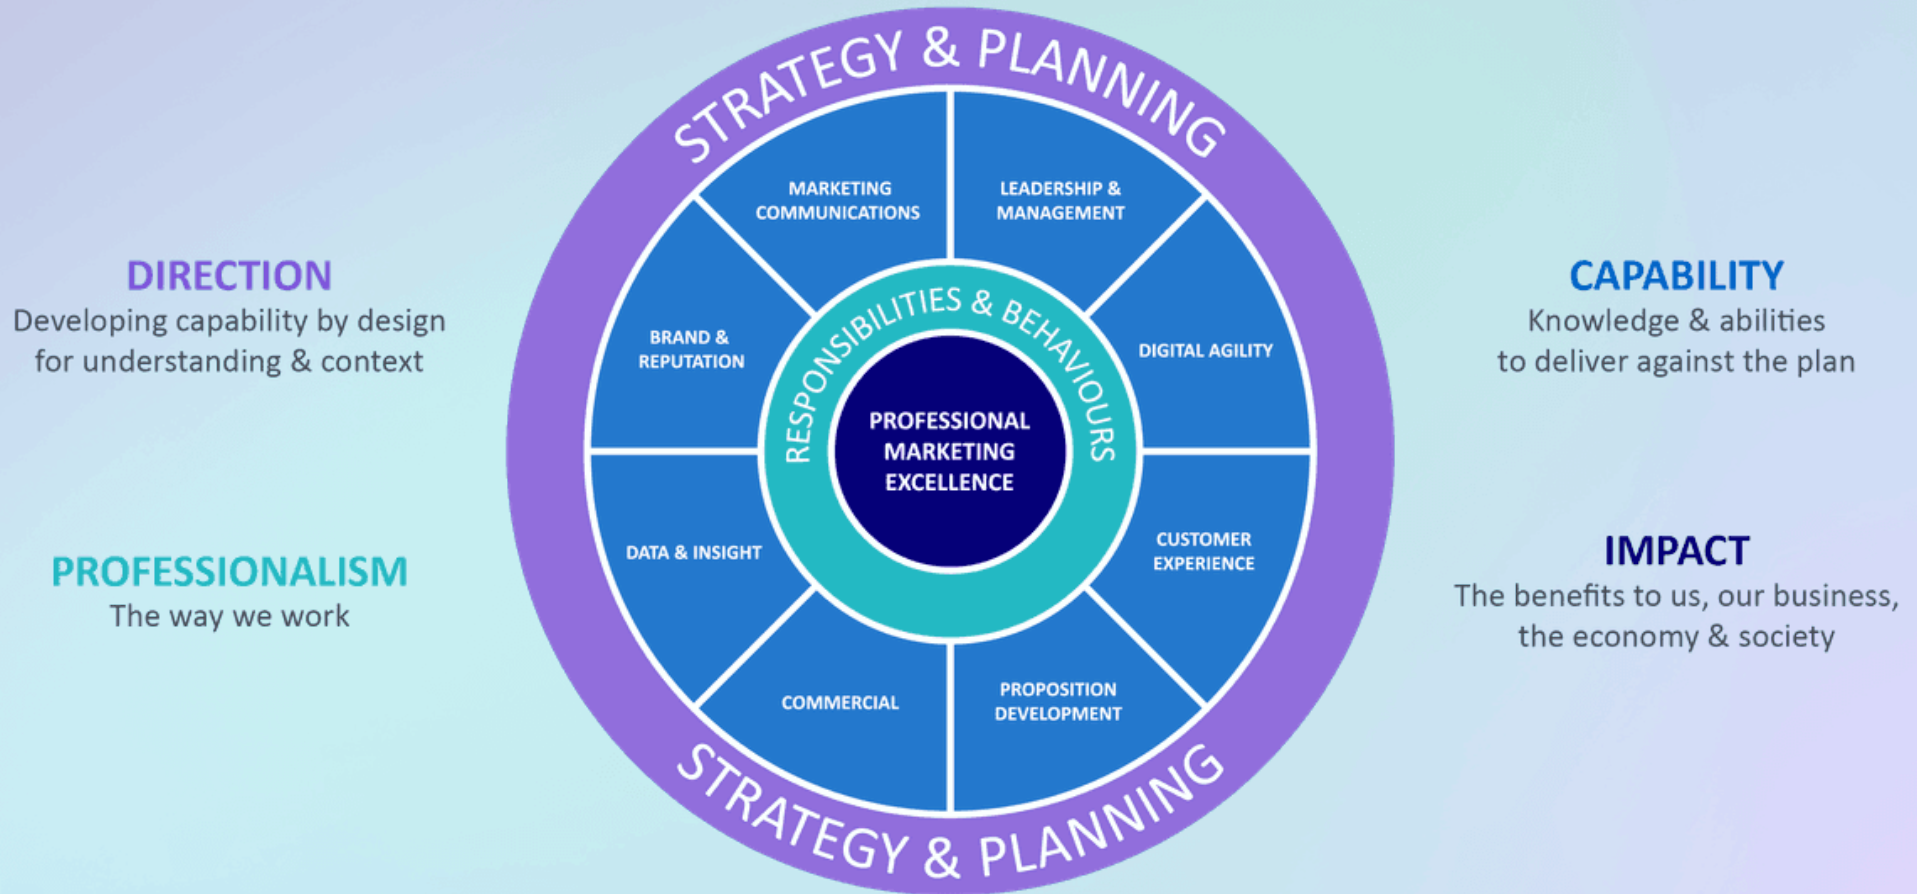 STRATEGY & PLANNING
MARKETING
COMMUNICATIONS
LEADERSHIP &
MANAGEMENT
BRAND &
REPUTATION
DIGITAL AGILITY
DATA & INSIGHT
CUSTOMER
EXPERIENCE
COMMERCIAL
PROPOSITION
DEVELOPMENT
RESPONSIBILITIES & BEHAVIOURS
PROFESSIONAL
MARKETING
EXCELLENCE
STRATEGY & PLANNING
DIRECTION
Developing capability by design
for understanding & context
PROFESSIONALISM
The way we work
CAPABILITY
Knowledge & abilities
to deliver against the plan
IMPACT
The benefits to us, our business,
the economy & society